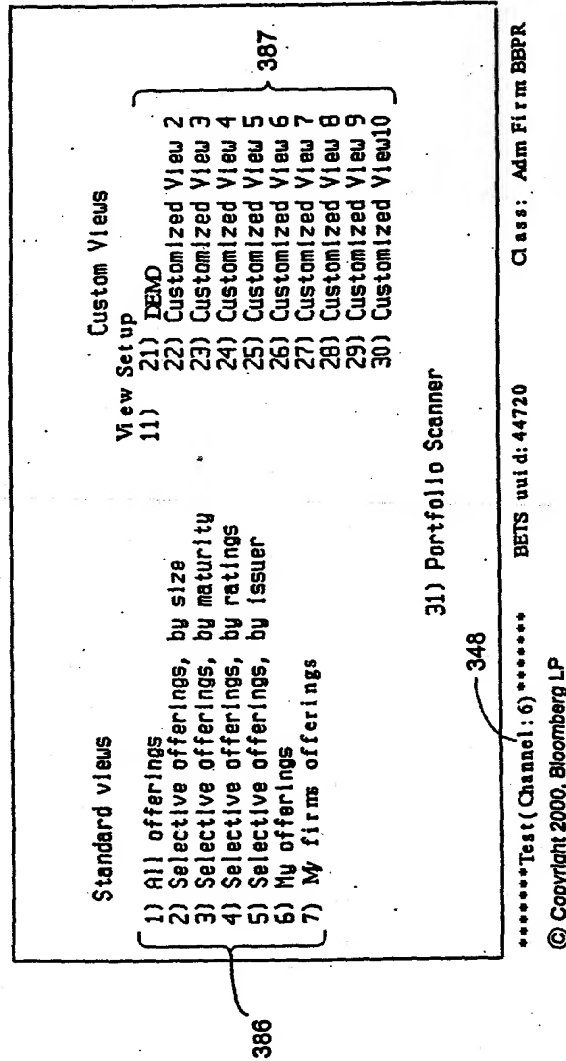 Standard views
1) All offerings
2) Selective offerings, by size
3) Selective offerings, by maturity
4) Selective offerings, by ratings
5) Selective offerings, by issuer
6) My offerings
7) My firms offerings
386
Custom Views
View Setup
11)
21) DEMO
22) Customized View 2
23) Customized View 3
24) Customized View 4
25) Customized View 5
26) Customized View 6
27) Customized View 7
28) Customized View 8
29) Customized View 9
30) Customized View10
387
31) Portfolio Scanner
348
*******Test(Channel:6)******* BETS uuid:44720 Class: Adm Firm BBPR
© Copyright 2000, Bloomberg LP